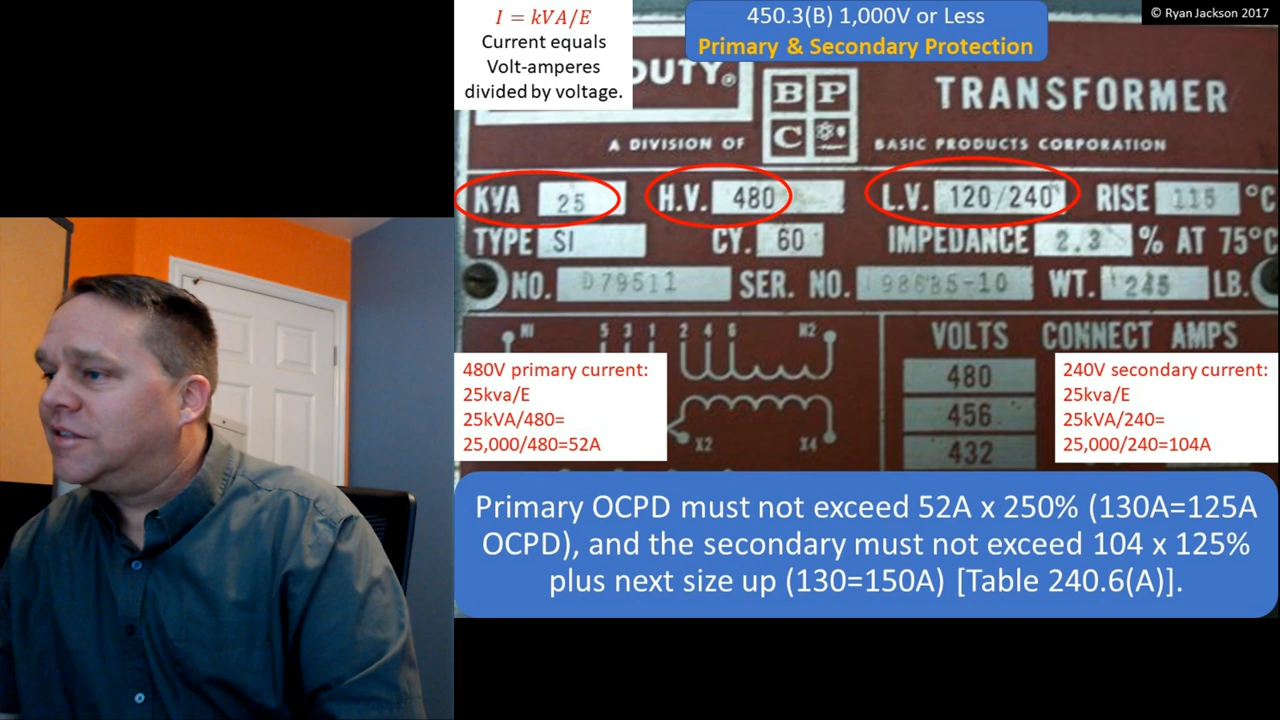 I = kVA/E
Current equals
Volt-amperes
divided by voltage.
450.3(B) 1,000V or Less
Primary & Secondary Protection
© Ryan Jackson 2017
DUTY®
BPC
TRANSFORMER
A DIVISION OF BASIC PRODUCTS CORPORATION
KVA 25 H.V. 480 L.V. 120/240 RISE 115 °C
TYPE SI CY. 60 IMPEDANCE 2.3 % AT 75°C
NO. D79511 SER. NO. WT. 245 LB.
5 3 1 2 4 6 H2
VOLTS CONNECT AMPS
480
456
432
X2 X4
480V primary current:
25kva/E
25kVA/480=
25,000/480=52A
240V secondary current:
25kva/E
25kVA/240=
25,000/240=104A
Primary OCPD must not exceed 52A x 250% (130A=125A
OCPD), and the secondary must not exceed 104 x 125%
plus next size up (130=150A) [Table 240.6(A)].